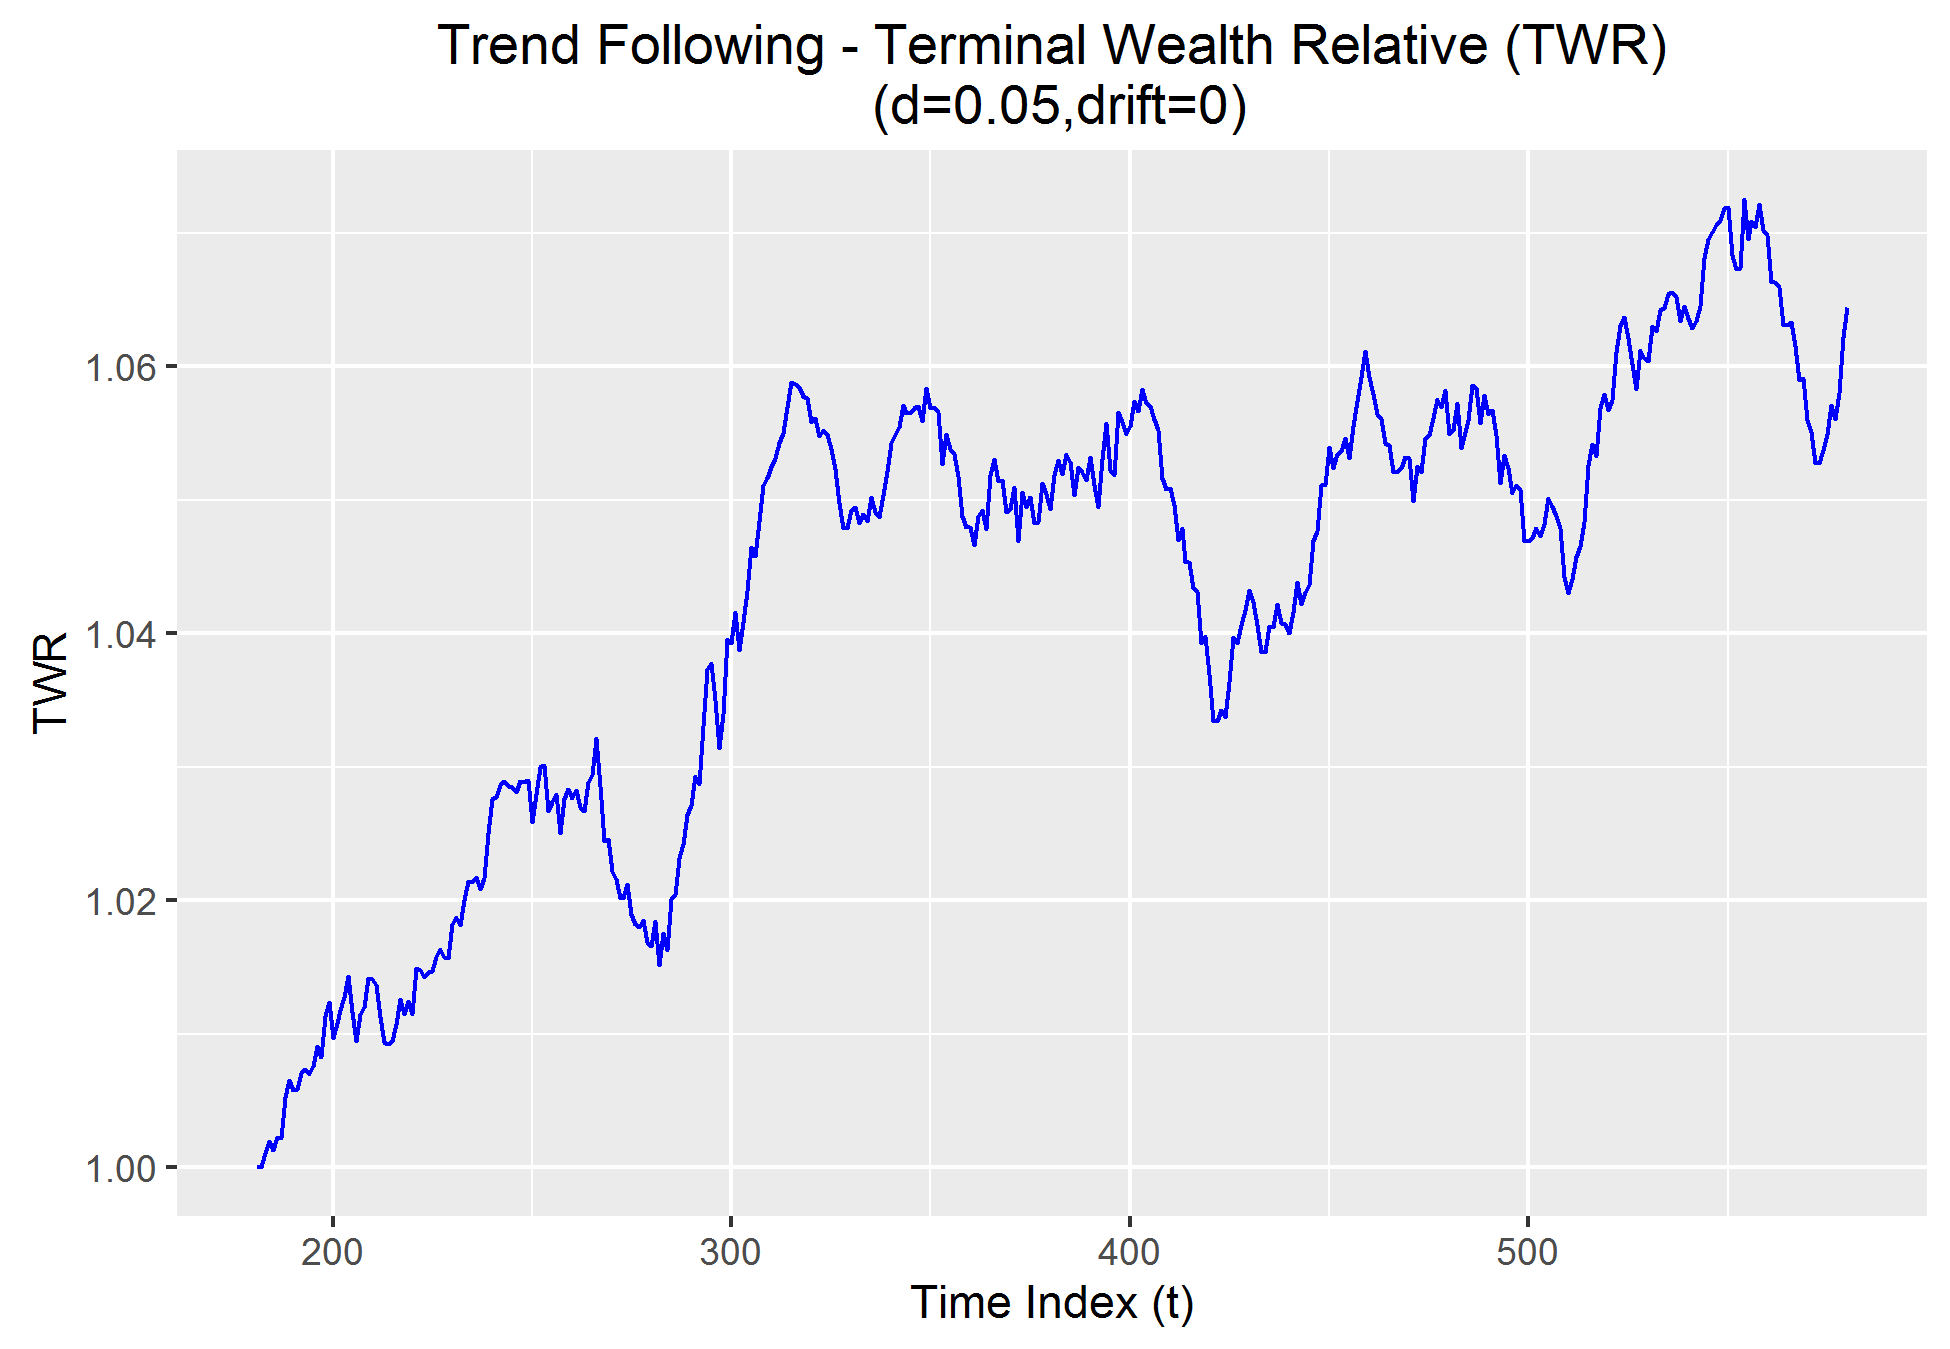 Trend Following - Terminal Wealth Relative (TWR)
(d=0.05,drift=0)
TWR
1.06
1.04
1.02
1.00
200 300 400 500
Time Index (t)